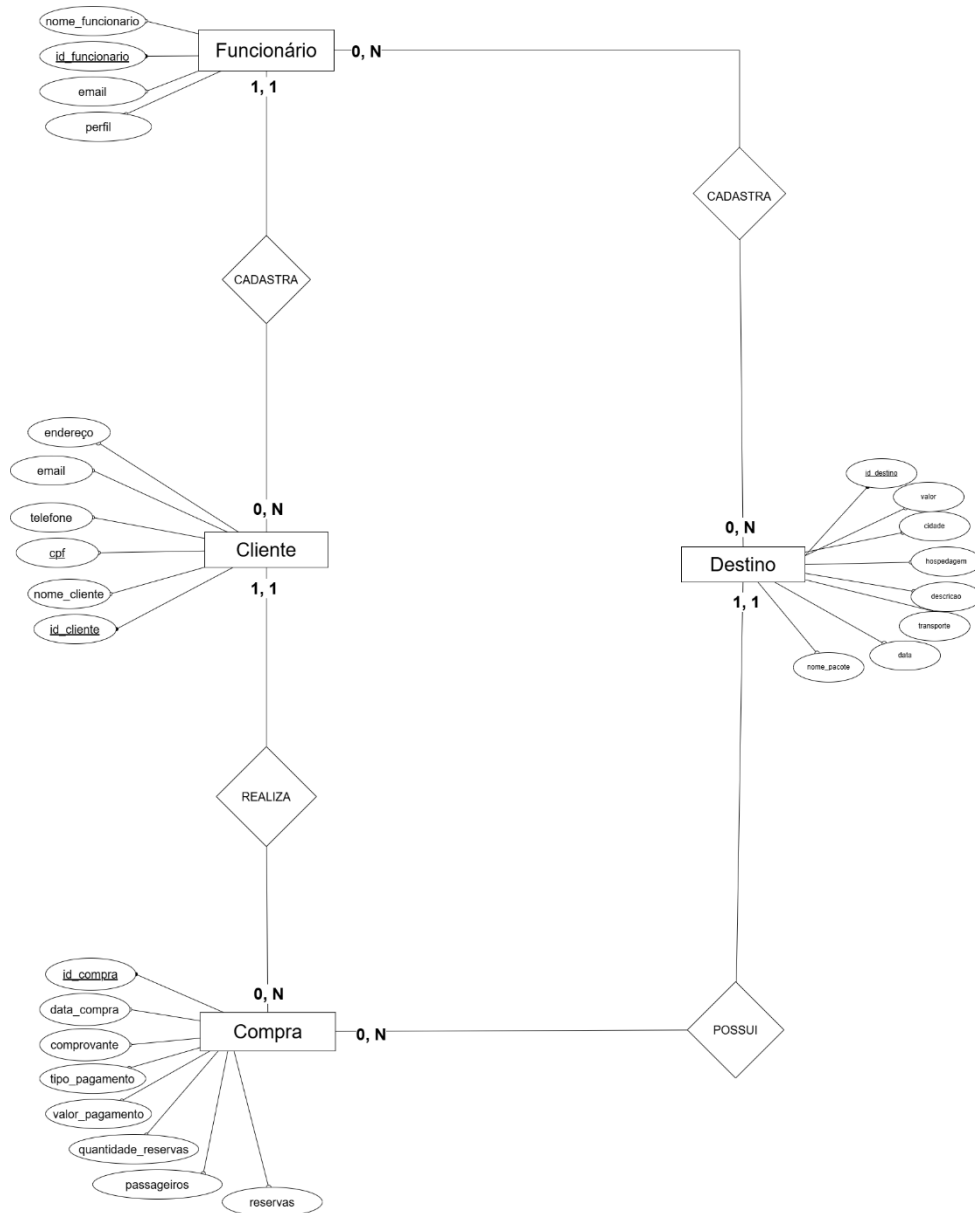 nome_funcionario
id_funcionario
email
perfil
Funcionário
0, N
1, 1
CADASTRA
CADASTRA
endereço
email
telefone
cpf
nome_cliente
id_cliente
0, N
Cliente
1, 1
0, N
Destino
1, 1
id_destino
valor
cidade
hospedagem
descricao
transporte
data
nome_pacote
REALIZA
id_compra
data_compra
comprovante
tipo_pagamento
valor_pagamento
quantidade_reservas
passageiros
reservas
0, N
Compra
0, N
POSSUI